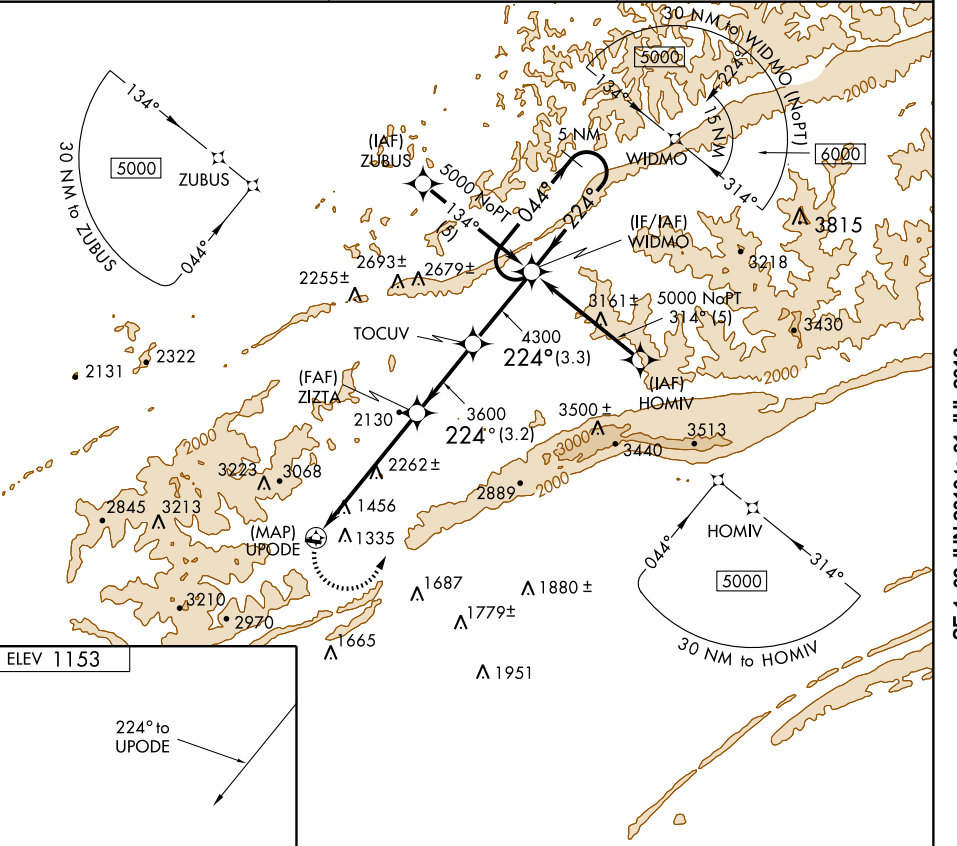 30 NM to WIDMO (NoPT)
5000
134°
224°
15 NM
WIDMO
6000
314°
2000
134°
5000
ZUBUS
044°
30 NM to ZUBUS
(IAF)
ZUBUS
5000 NoPT
134°
(5)
5 NM
044°
224°
(IF/IAF)
WIDMO
3815
3218
2693±
2679±
2255±
3161±
5000 NoPT
314° (5)
3430
TOCUV
4300
224° (3.3)
2322
2131
2000
(IAF)
HOMIV
(FAF)
ZIZTA
2130
3600
224° (3.2)
3500±
3513
3000
3440
2000
2262±
2889
2000
3223
3068
2845
3213
1456
(MAP)
UPODE
1335
HOMIV
044°
314°
5000
30 NM to HOMIV
1687
1880 ±
1779±
3210
2970
1665
1951
ELEV 1153
224° to
UPODE